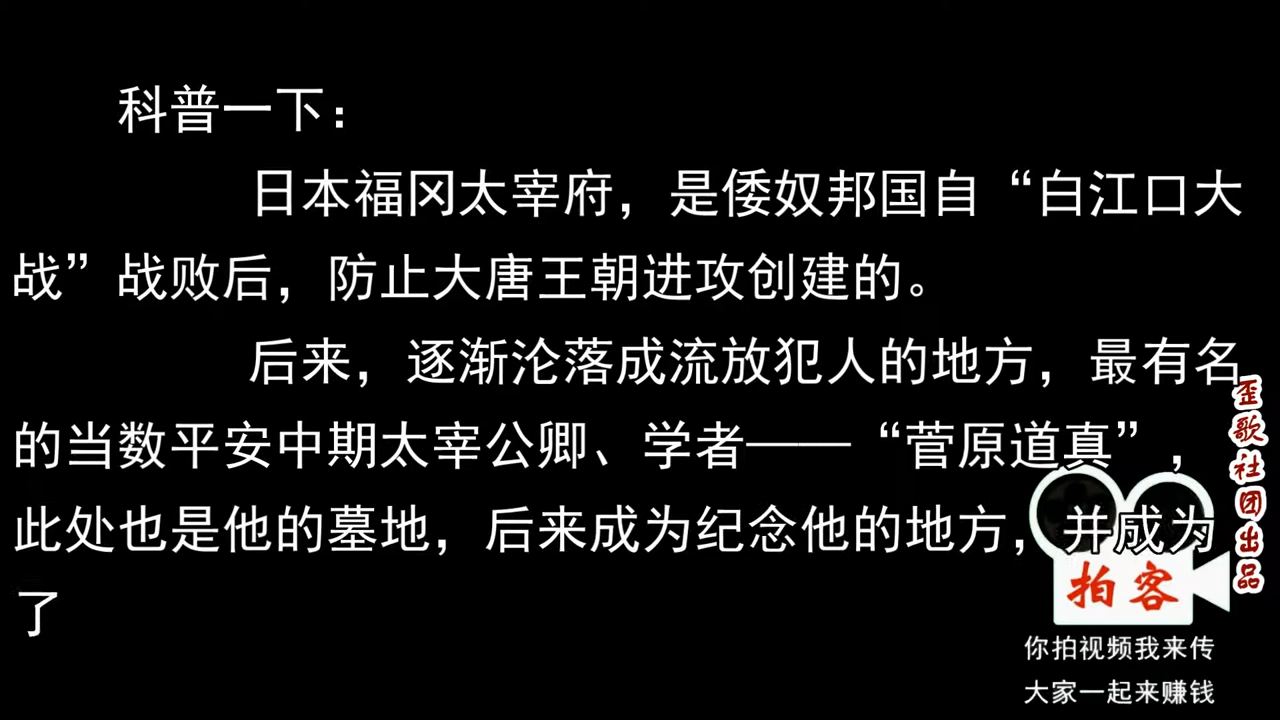 科普一下：
日本福冈太宰府，是倭奴邦国自“白江口大
战”战败后，防止大唐王朝进攻创建的。
后来，逐渐沦落成流放犯人的地方，最有名
的当数平安中期太宰公卿、学者——“菅原道真”，
此处也是他的墓地，后来成为纪念他的地方，并成为
了
歪歌社团出品
拍客
你拍视频我来传
大家一起来赚钱